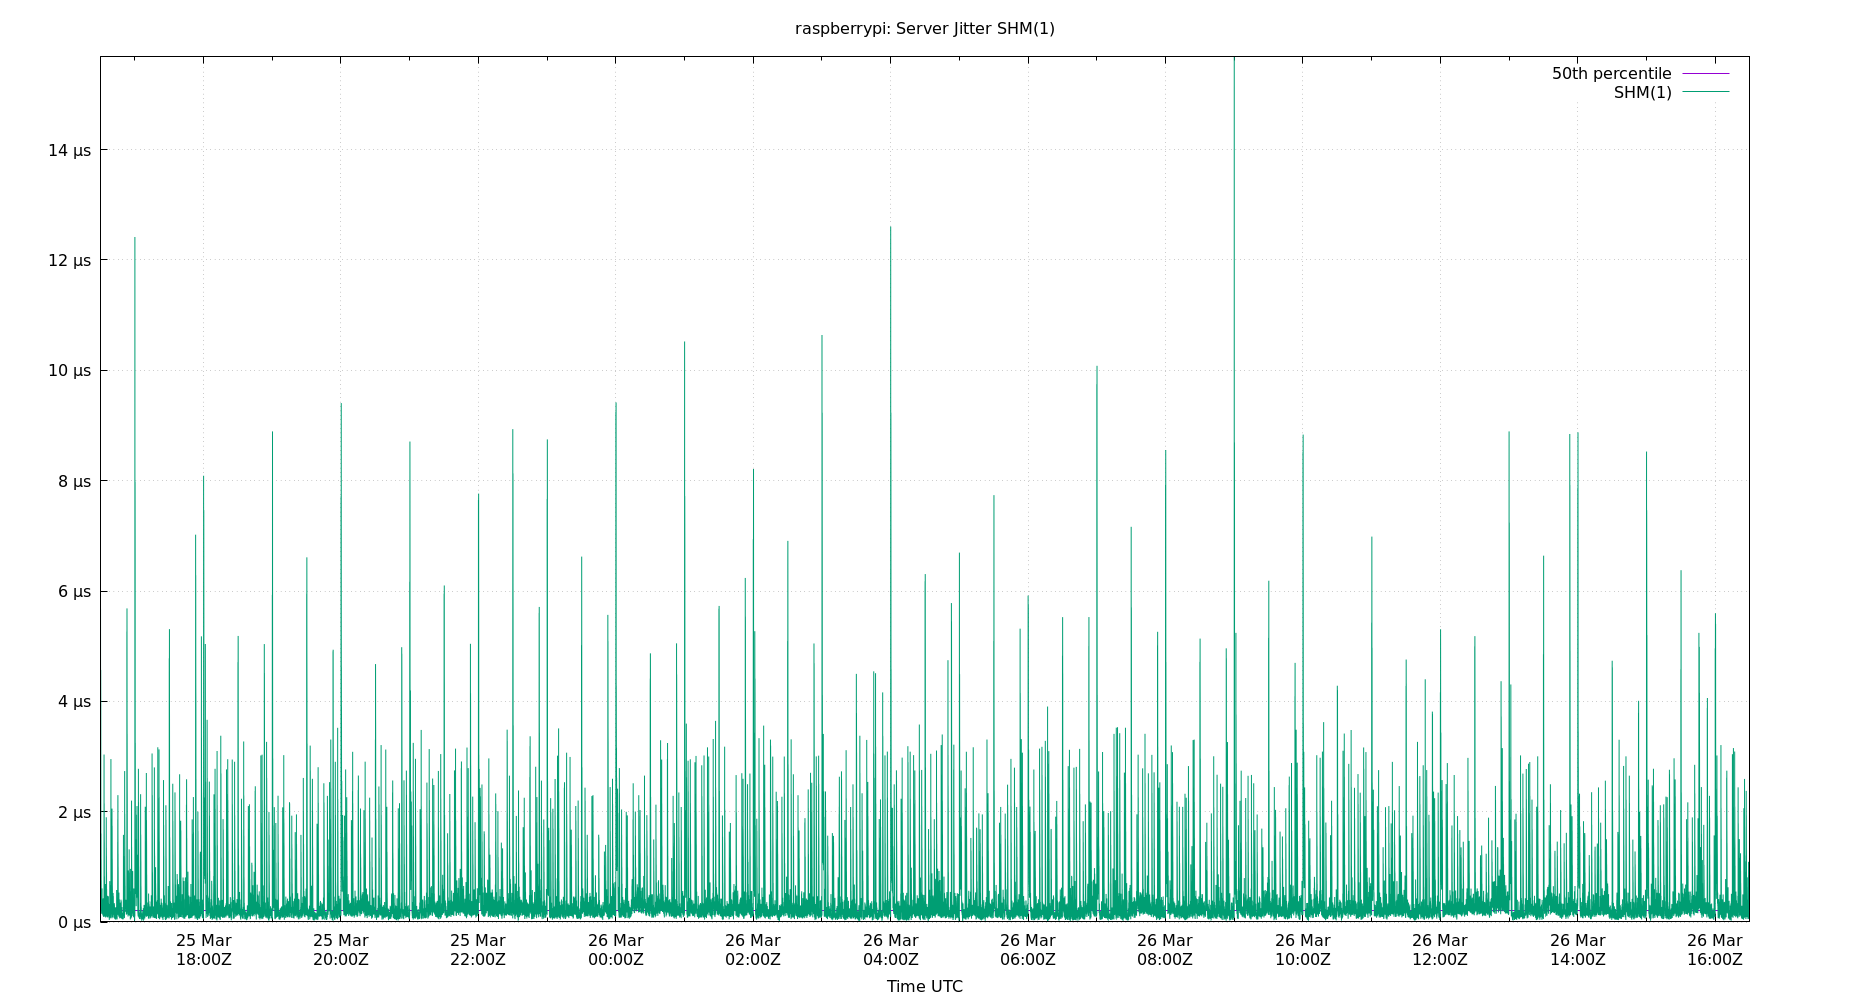 raspberrypi: Server Jitter SHM(1)
50th percentile
SHM(1)
14 µs
12 µs
10 µs
8 µs
6 µs
4 µs
2 µs
0 µs
25 Mar 25 Mar 25 Mar 26 Mar 26 Mar 26 Mar 26 Mar 26 Mar 26 Mar 26 Mar 26 Mar 26 Mar
18:00Z 20:00Z 22:00Z 00:00Z 02:00Z 04:00Z 06:00Z 08:00Z 10:00Z 12:00Z 14:00Z 16:00Z
Time UTC